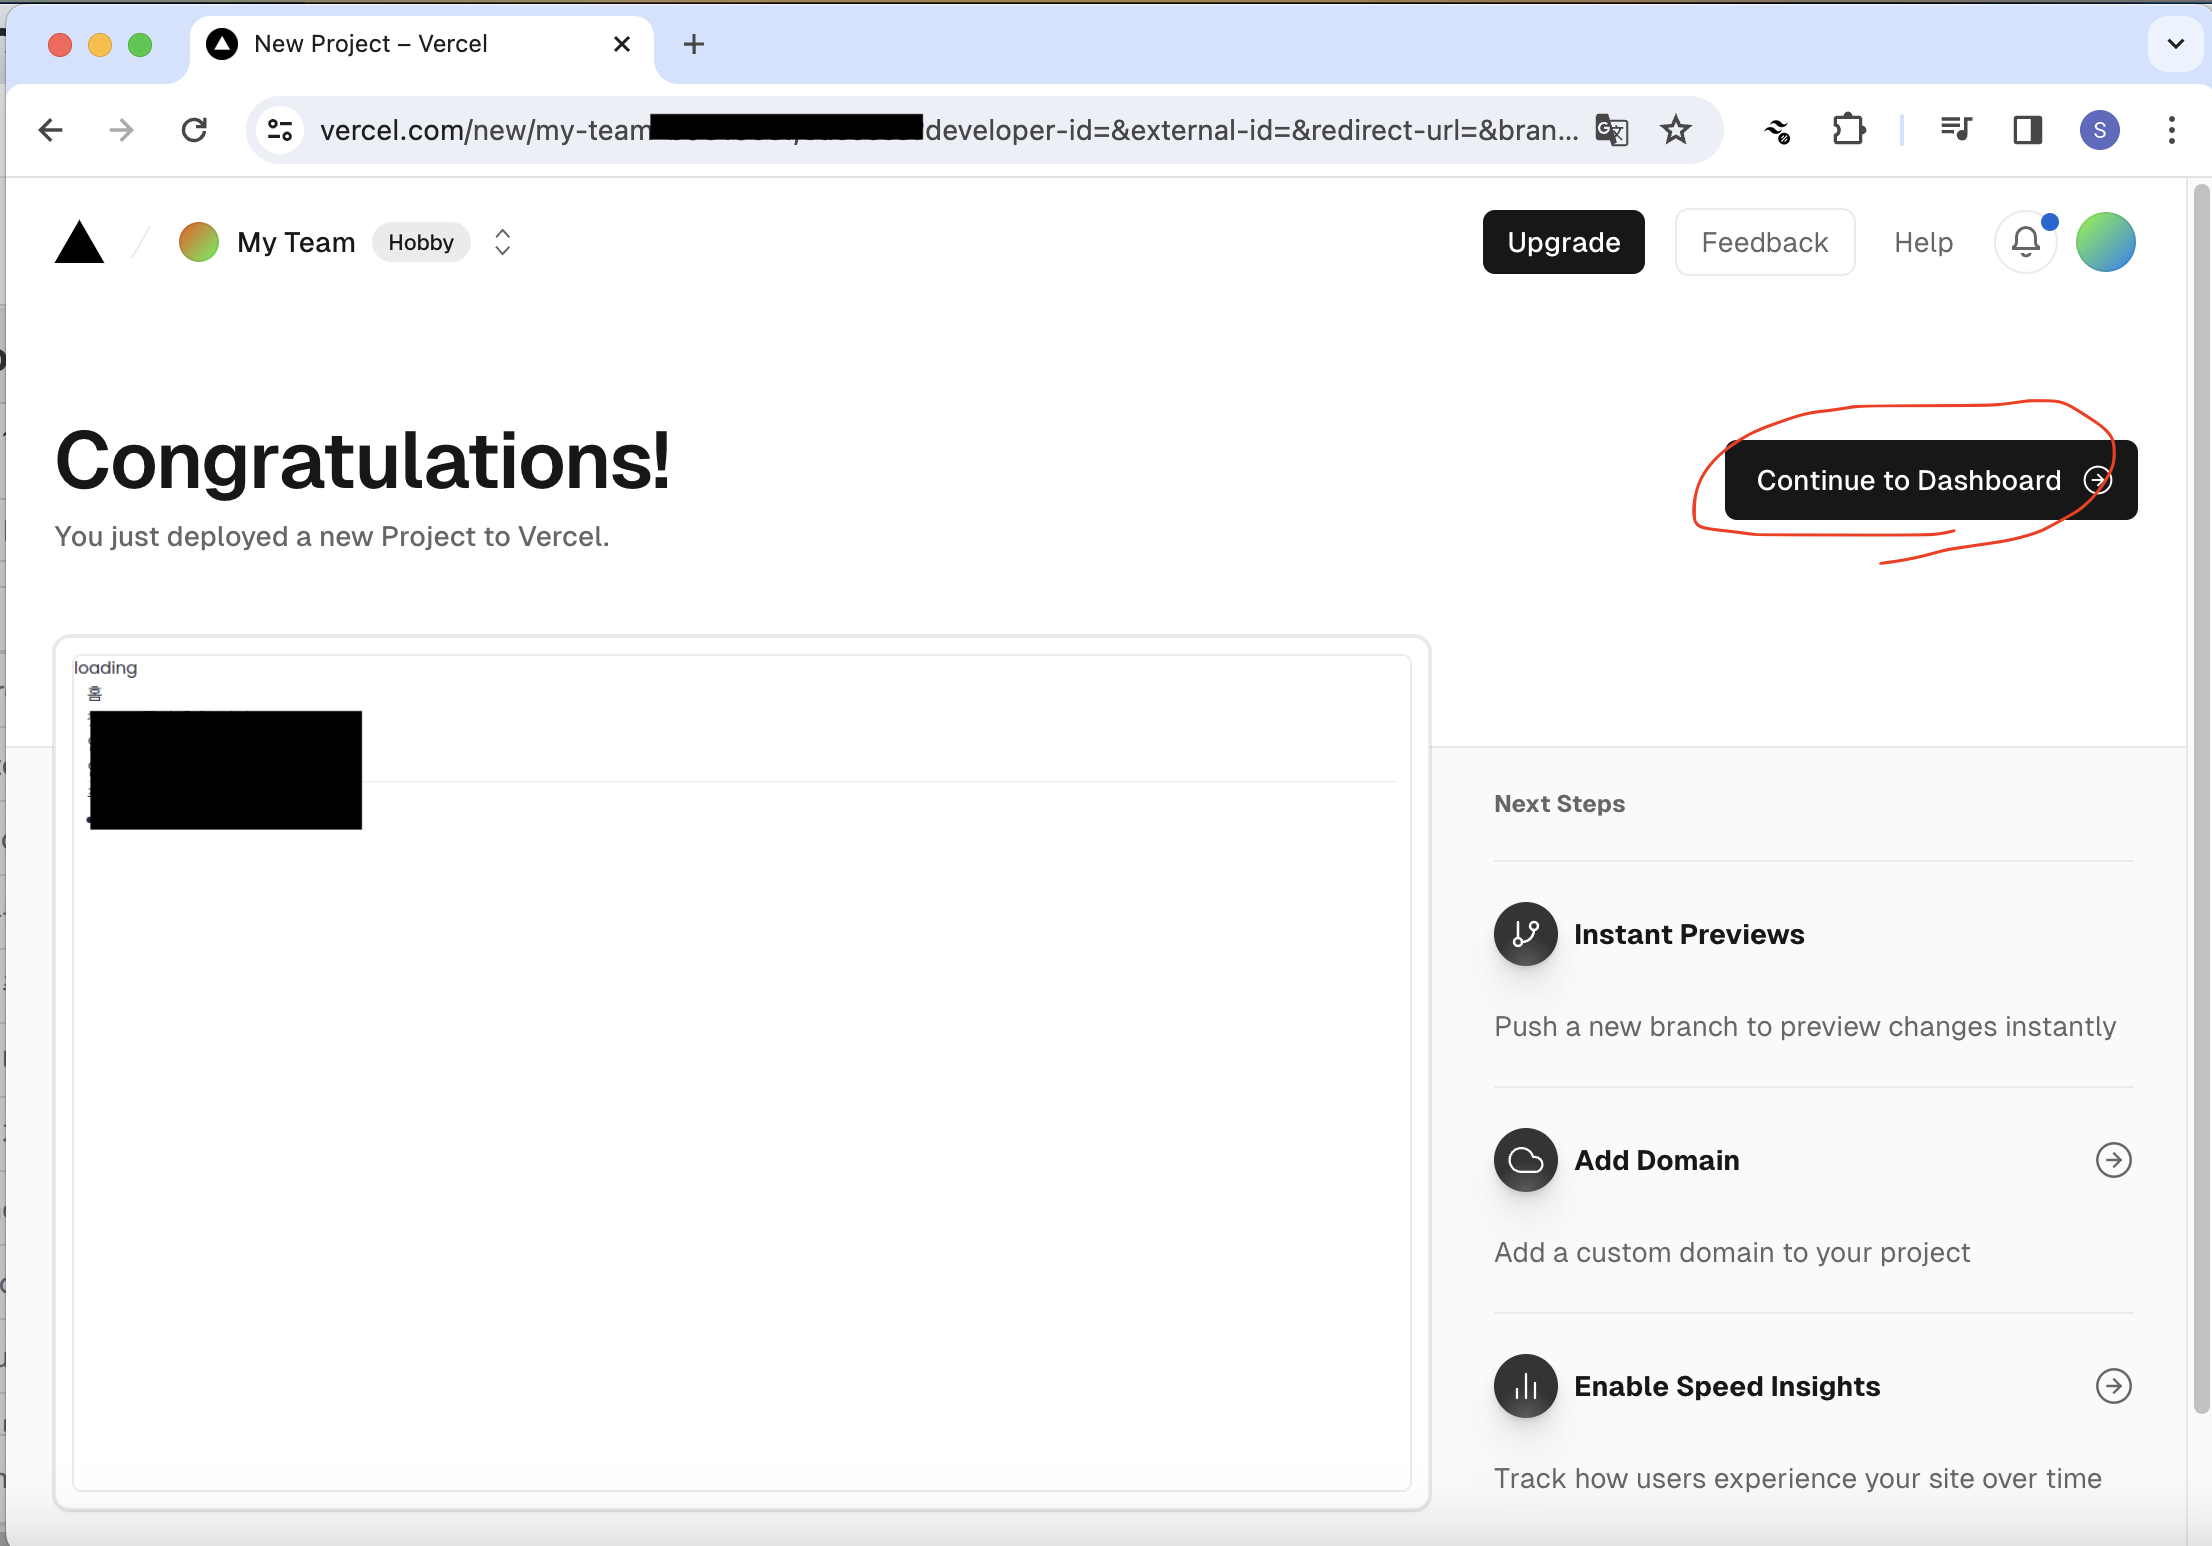 New Project – Vercel
vercel.com/new/my-team
developer-id=&external-id=&redirect-url=&bran...
S
My Team
Hobby
Upgrade
Feedback
Help
Congratulations!
You just deployed a new Project to Vercel.
Continue to Dashboard
loading
홈
Next Steps
Instant Previews
Push a new branch to preview changes instantly
Add Domain
Add a custom domain to your project
Enable Speed Insights
Track how users experience your site over time